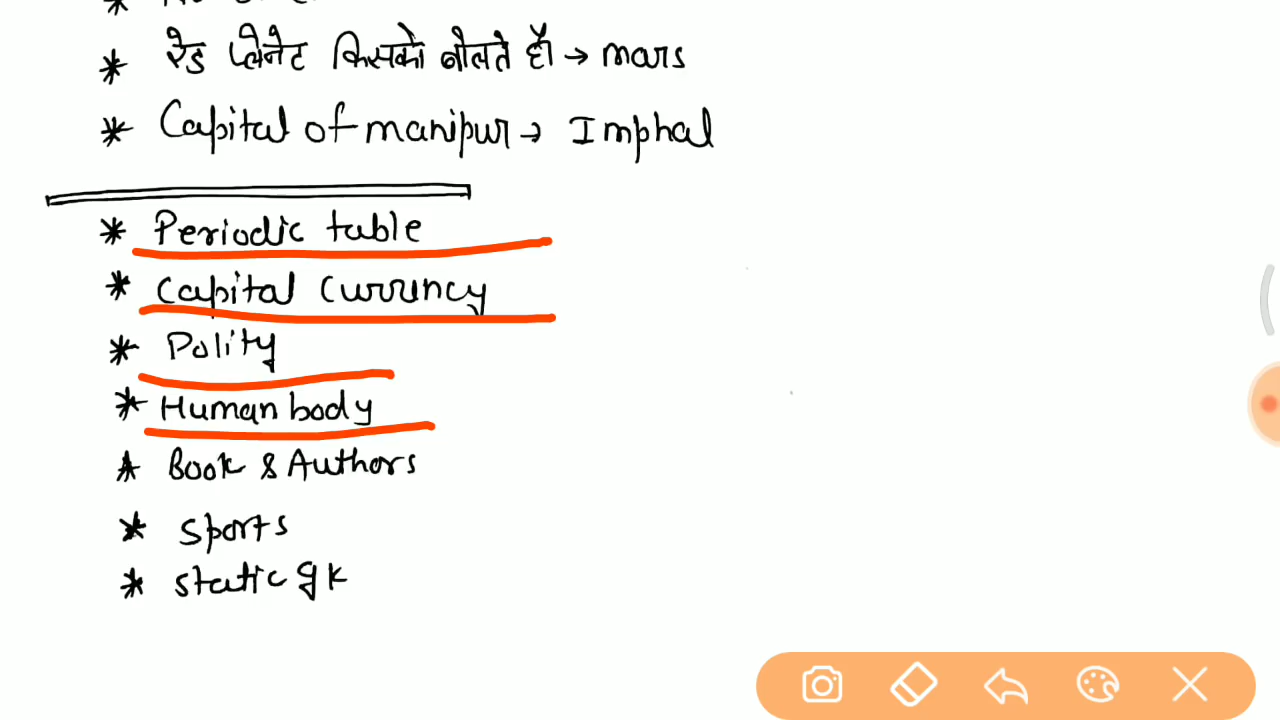 * रेड प्लेनेट किसको बोलते हैं → mars
* Capital of manipur → Imphal
* Periodic table
* Capital Currency
* Polity
* Human body
* Book & Authors
* Sports
* Static gk